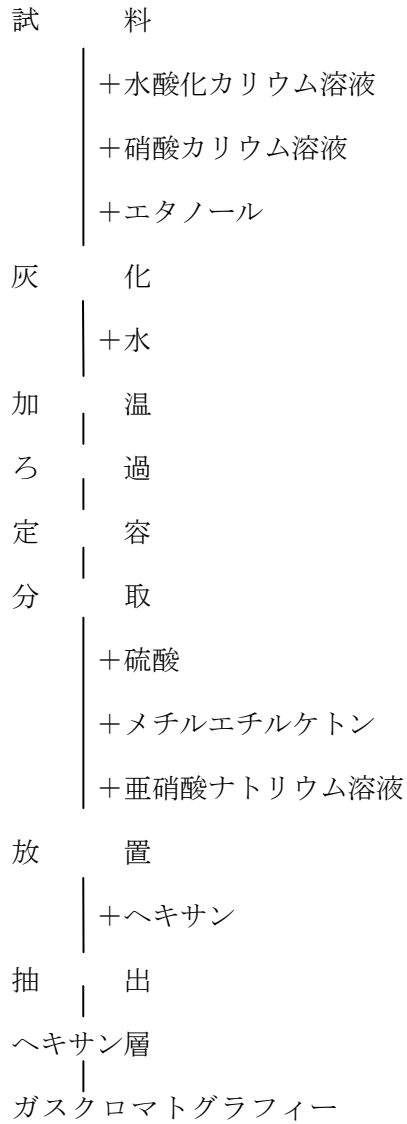 試　料
＋水酸化カリウム溶液
＋硝酸カリウム溶液
＋エタノール
灰　化
＋水
加　温
ろ　過
定　容
分　取
＋硫酸
＋メチルエチルケトン
＋亜硝酸ナトリウム溶液
放　置
＋ヘキサン
抽　出
ヘキサン層
ガスクロマトグラフィー